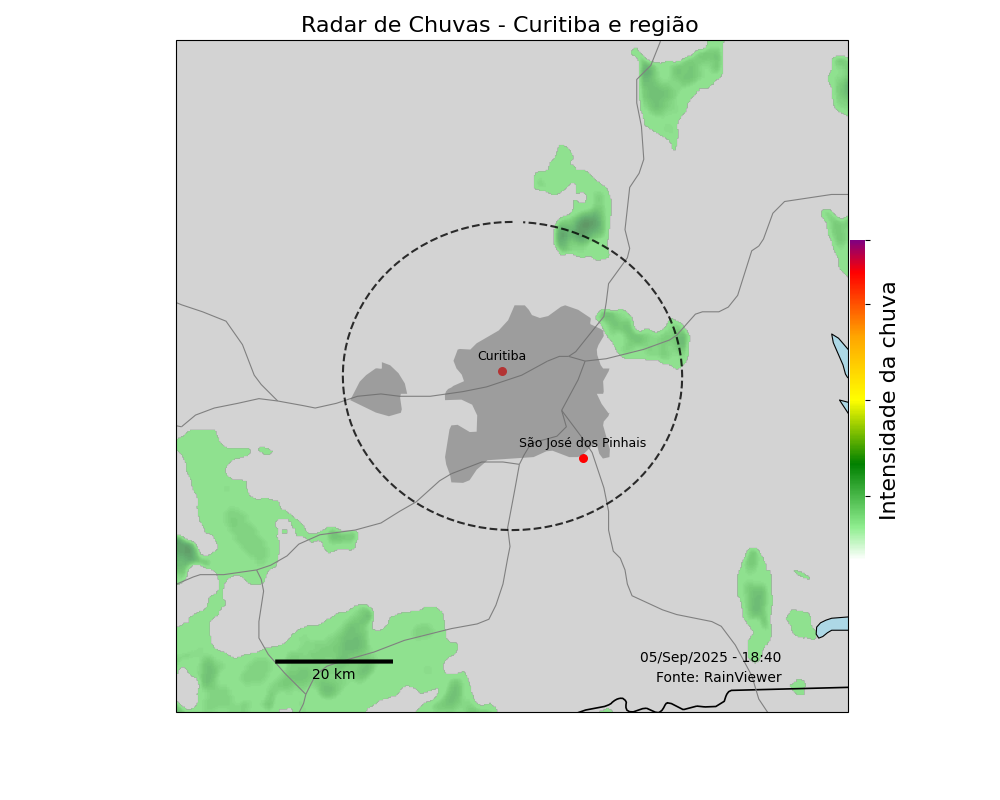 Radar de Chuvas - Curitiba e região
Curitiba
São José dos Pinhais
Intensidade da chuva
05/Sep/2025 - 18:40
Fonte: RainViewer
20 km